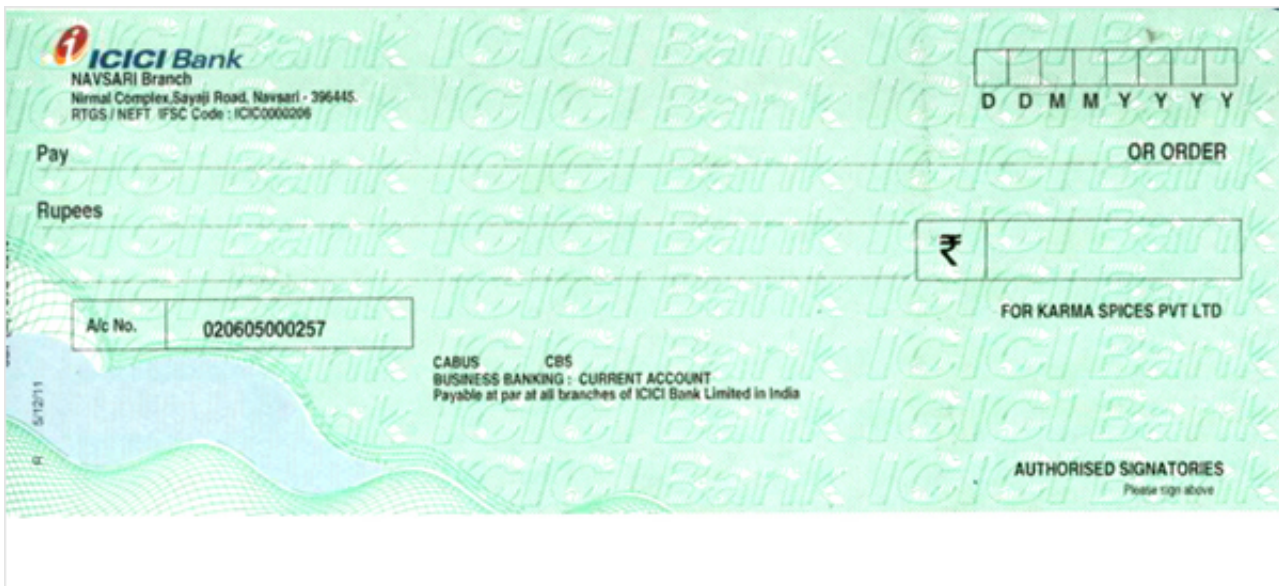 ICICI Bank
NAVSARI Branch
Nirmal Complex,Sayaji Road, Navsari - 396445.
RTGS / NEFT IFSC Code : ICIC0000206
D D M M Y Y Y Y
Pay
OR ORDER
Rupees
₹
A/c No. 020605000257
FOR KARMA SPICES PVT LTD
CABUS CBS
BUSINESS BANKING : CURRENT ACCOUNT
Payable at par at all branches of ICICI Bank Limited in India
R 5/12/11
AUTHORISED SIGNATORIES
Please sign above